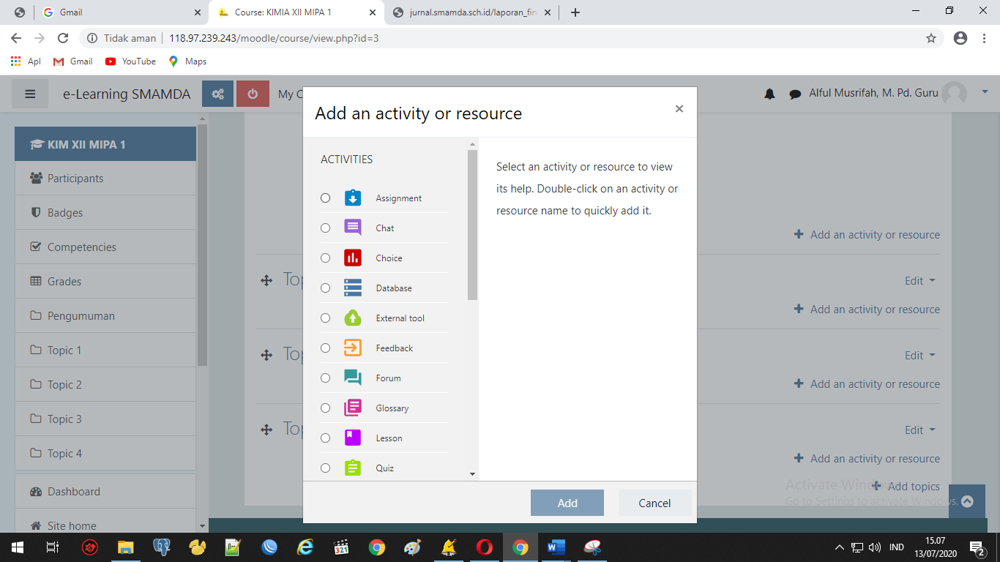 Gmail
Course: KIMIA XII MIPA 1
jurnal.smamda.sch.id/laporan_fin
Tidak aman
118.97.239.243/moodle/course/view.php?id=3
Apl
Gmail
YouTube
Maps
e-Learning SMAMDA
My C
Alful Musrifah, M. Pd. Guru
KIM XII MIPA 1
Participants
Badges
Competencies
Grades
Pengumuman
Topic 1
Topic 2
Topic 3
Topic 4
Dashboard
Site home
Add an activity or resource
ACTIVITIES
Assignment
Chat
Choice
Database
External tool
Feedback
Forum
Glossary
Lesson
Quiz
Select an activity or resource to view
its help. Double-click on an activity or
resource name to quickly add it.
Add
Cancel
Add an activity or resource
Top
Edit
Add an activity or resource
Top
Edit
Add an activity or resource
Top
Edit
Add an activity or resource
Add topics
Activate Windows
Go to Settings to activate Windows.
321
IND
15.07
13/07/2020
2